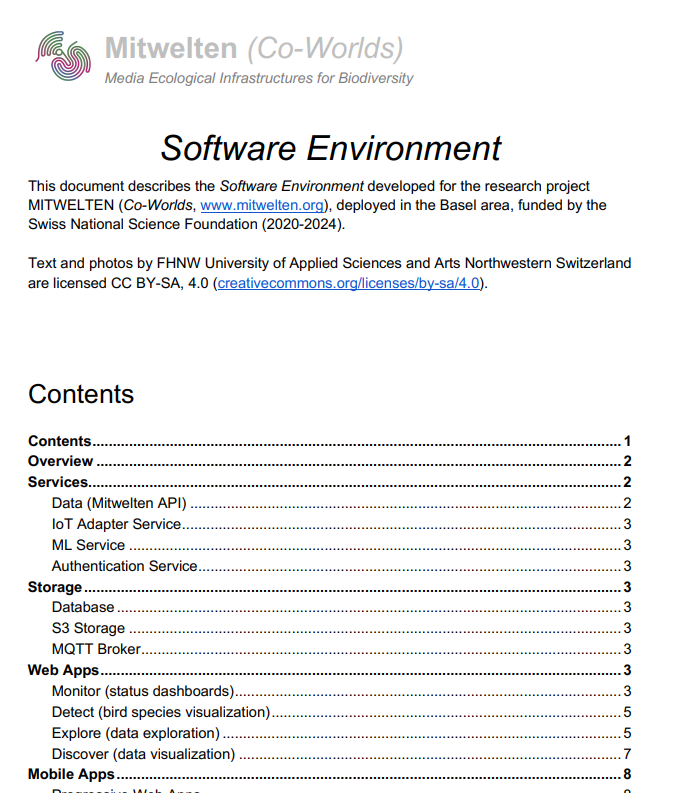 Mitwelten (Co-Worlds)
Media Ecological Infrastructures for Biodiversity
Software Environment
This document describes the Software Environment developed for the research project
MITWELTEN (Co-Worlds, www.mitwelten.org), deployed in the Basel area, funded by the
Swiss National Science Foundation (2020-2024).
Text and photos by FHNW University of Applied Sciences and Arts Northwestern Switzerland
are licensed CC BY-SA, 4.0 (creativecommons.org/licenses/by-sa/4.0).
Contents
Contents 1
Overview 2
Services 2
Data (Mitwelten API) 2
IoT Adapter Service 3
ML Service 3
Authentication Service 3
Storage 3
Database 3
S3 Storage 3
MQTT Broker 3
Web Apps 3
Monitor (status dashboards) 3
Detect (bird species visualization) 5
Explore (data exploration) 5
Discover (data visualization) 7
Mobile Apps 8